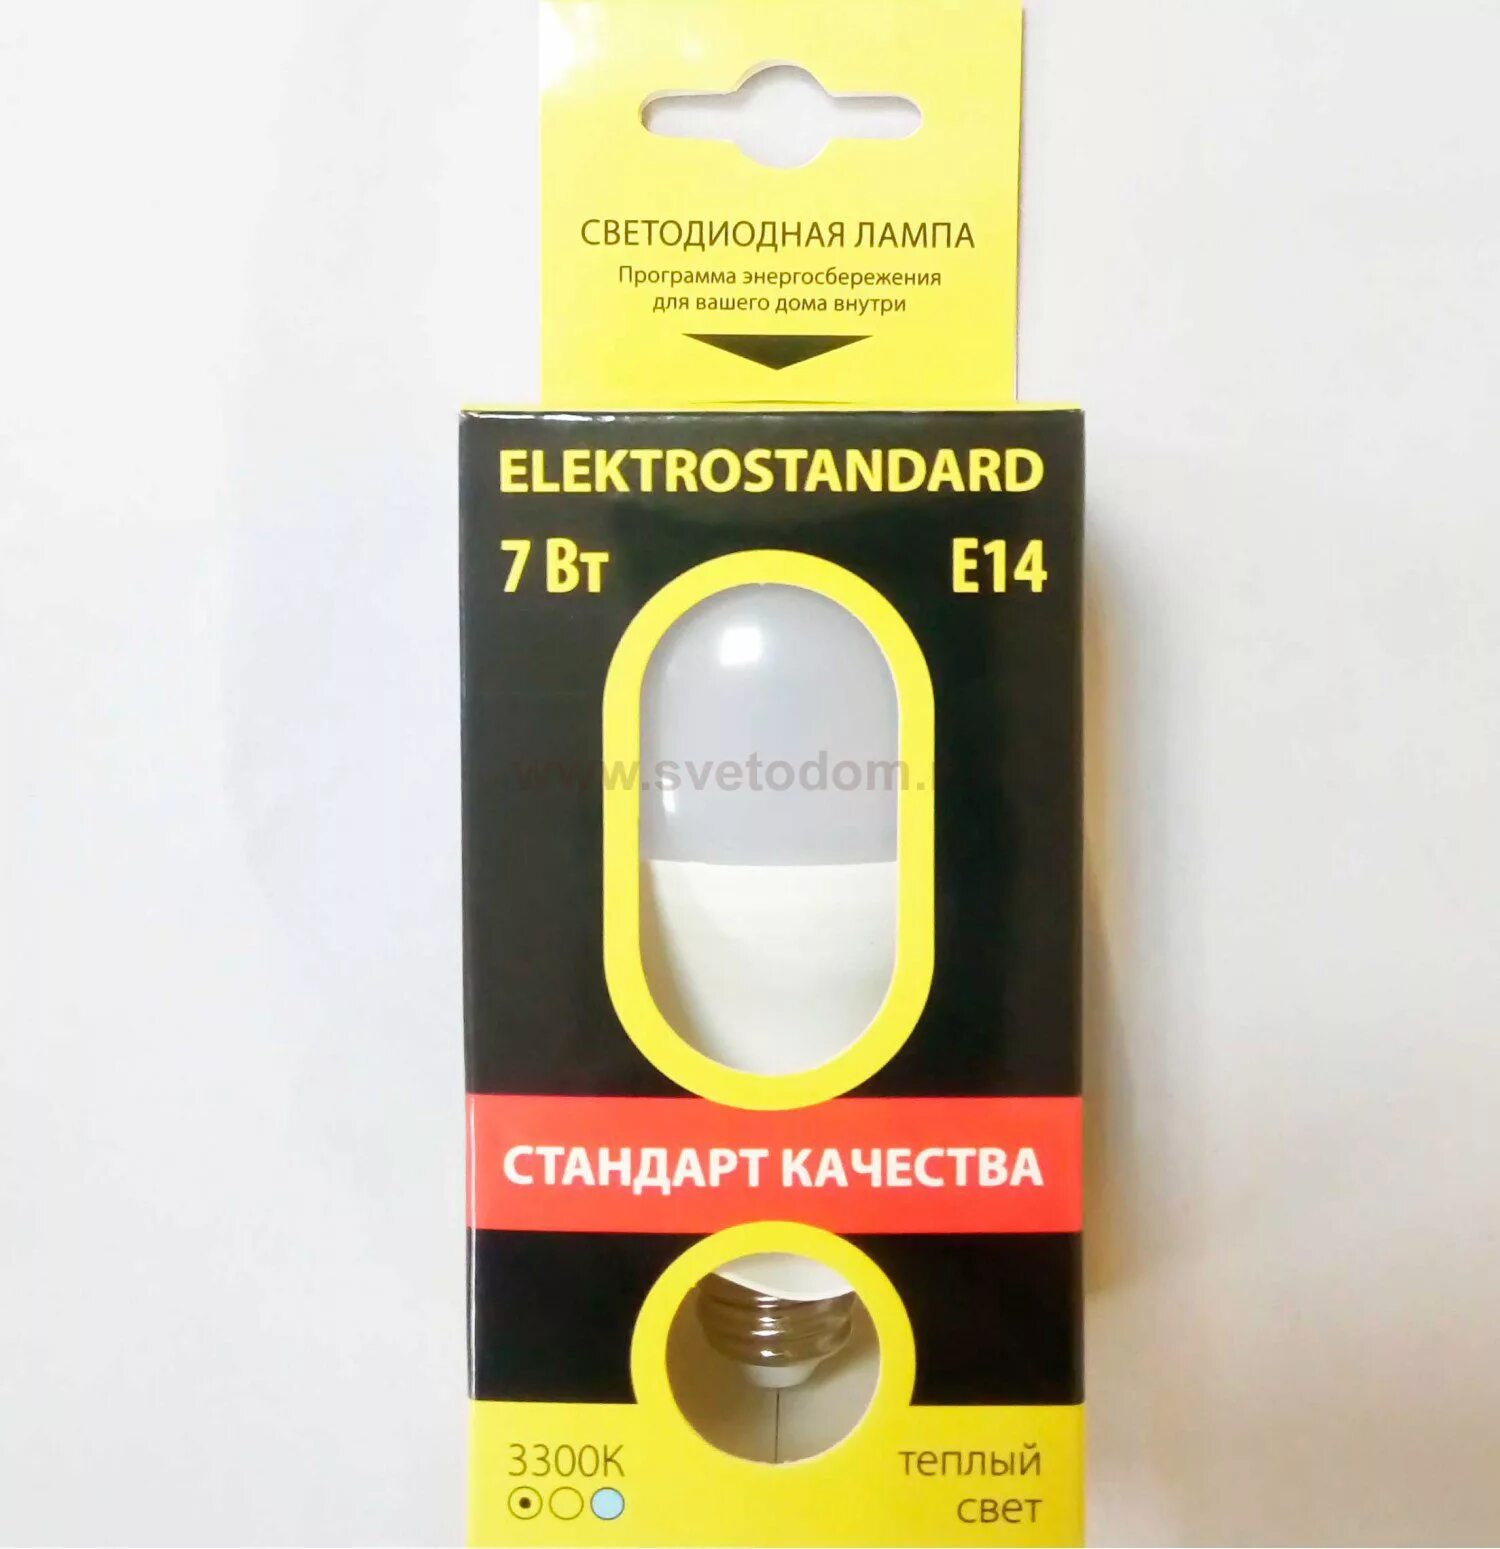 СВЕТОДИОДНАЯ ЛАМПА
Программа энергосбережения
для вашего дома внутри
ELEKTROSTANDARD
7 Вт
E14
www.svetodom.
СТАНДАРТ КАЧЕСТВА
3300K
теплый
свет